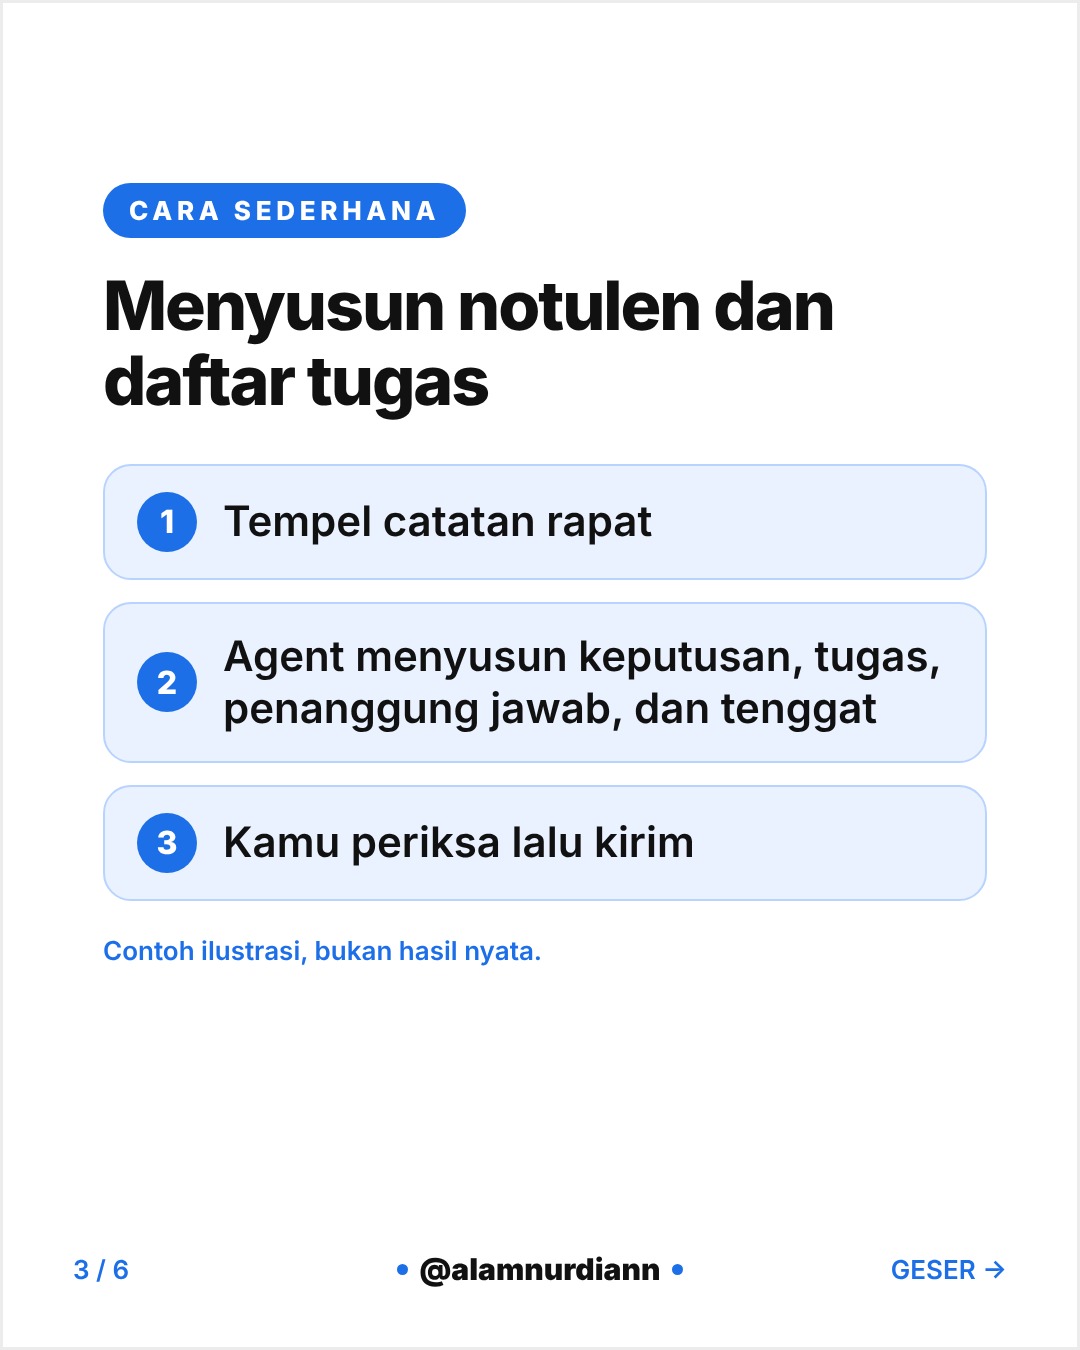 CARA SEDERHANA
Menyusun notulen dan
daftar tugas
1 Tempel catatan rapat
2 Agent menyusun keputusan, tugas,
penanggung jawab, dan tenggat
3 Kamu periksa lalu kirim
Contoh ilustrasi, bukan hasil nyata.
3 / 6 • @alamnurdiann • GESER →